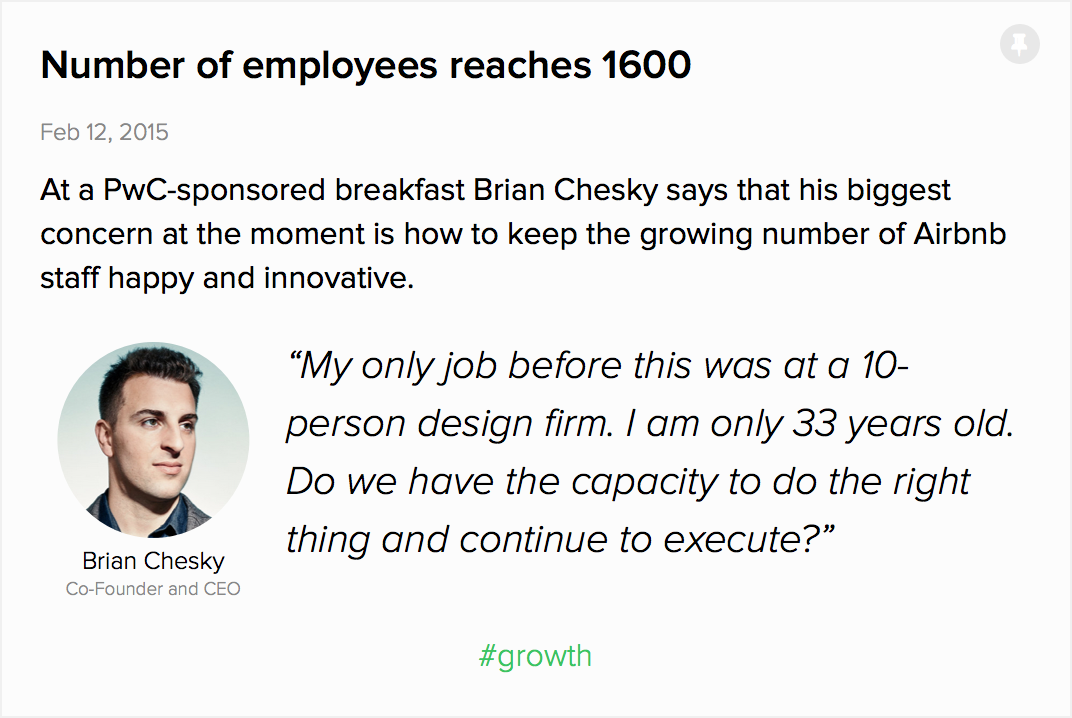 Number of employees reaches 1600
Feb 12, 2015
At a PwC-sponsored breakfast Brian Chesky says that his biggest
concern at the moment is how to keep the growing number of Airbnb
staff happy and innovative.
“My only job before this was at a 10-
person design firm. I am only 33 years old.
Do we have the capacity to do the right
thing and continue to execute?”
Brian Chesky
Co-Founder and CEO
#growth